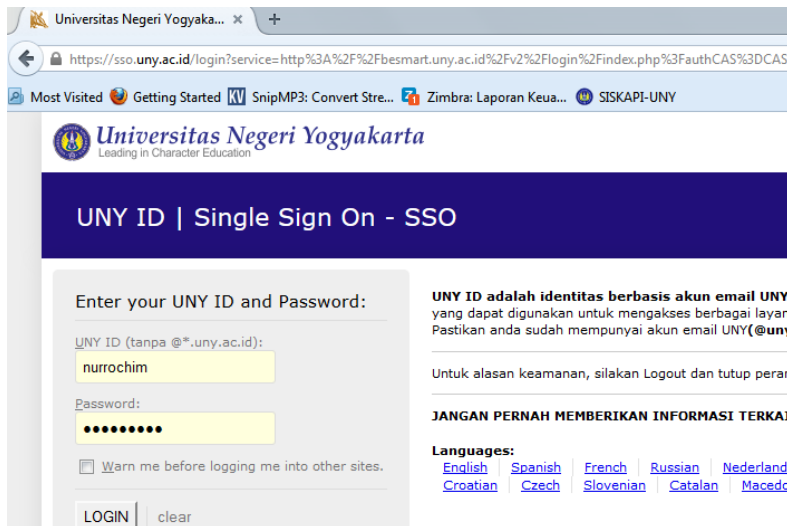 Universitas Negeri Yogyaka... ×
+
https://sso.uny.ac.id/login?service=http%3A%2F%2Fbesmart.uny.ac.id%2Fv2%2Flogin%2Findex.php%3FauthCAS%3DCAS
Most Visited Getting Started KV SnipMP3: Convert Stre... Zimbra: Laporan Keua... SISKAPI-UNY
Universitas Negeri Yogyakarta
Leading in Character Education
UNY ID | Single Sign On - SSO
Enter your UNY ID and Password:
UNY ID (tanpa @*.uny.ac.id):
nurrochim
Password:
•••••••••
Warn me before logging me into other sites.
LOGIN clear
UNY ID adalah identitas berbasis akun email UNY
yang dapat digunakan untuk mengakses berbagai layan
Pastikan anda sudah mempunyai akun email UNY(@uny
Untuk alasan keamanan, silakan Logout dan tutup pera
JANGAN PERNAH MEMBERIKAN INFORMASI TERKAI
Languages:
English Spanish French Russian Nederland
Croatian Czech Slovenian Catalan Macedo